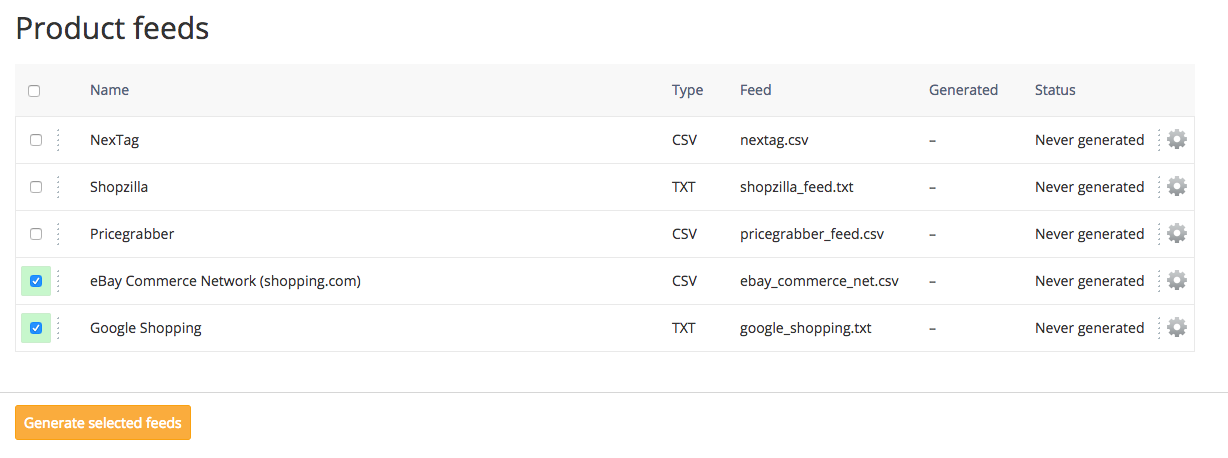 Product feeds
Name Type Feed Generated Status
NexTag CSV nextag.csv – Never generated
Shopzilla TXT shopzilla_feed.txt – Never generated
Pricegrabber CSV pricegrabber_feed.csv – Never generated
eBay Commerce Network (shopping.com) CSV ebay_commerce_net.csv – Never generated
Google Shopping TXT google_shopping.txt – Never generated
Generate selected feeds